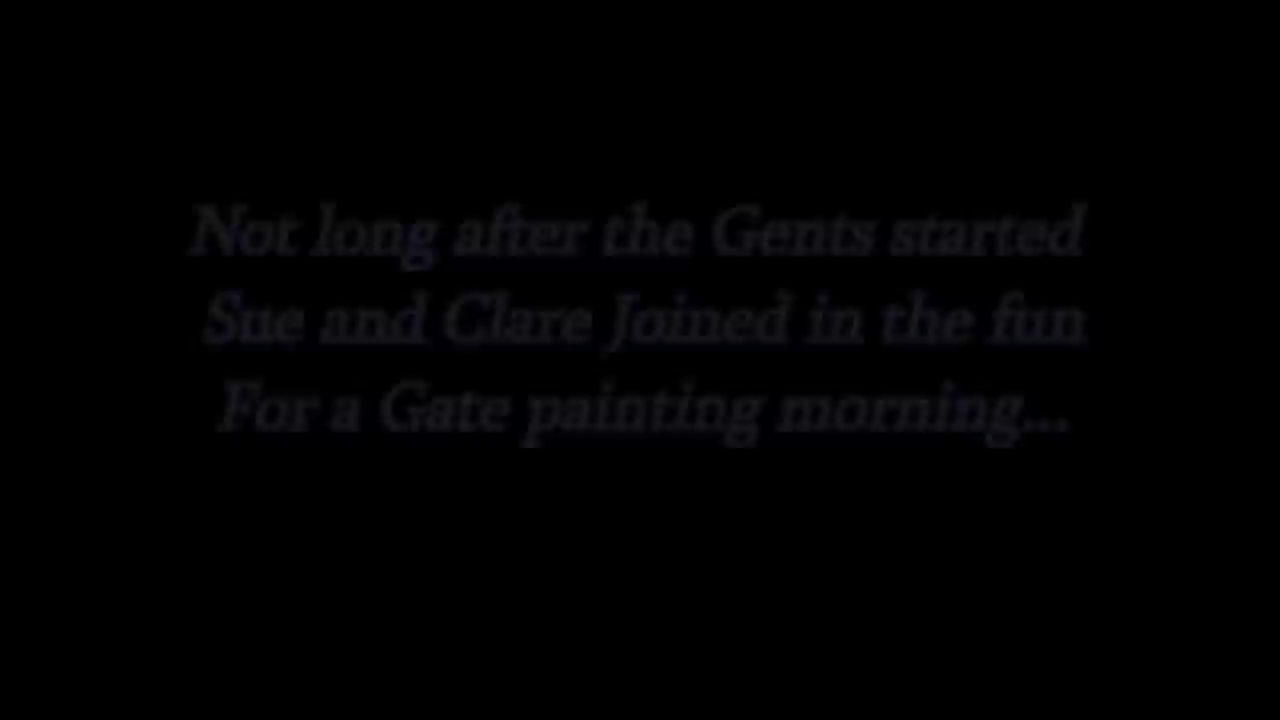 Not long after the Gents started
Sue and Clare Joined in the fun
For a Gate painting morning...